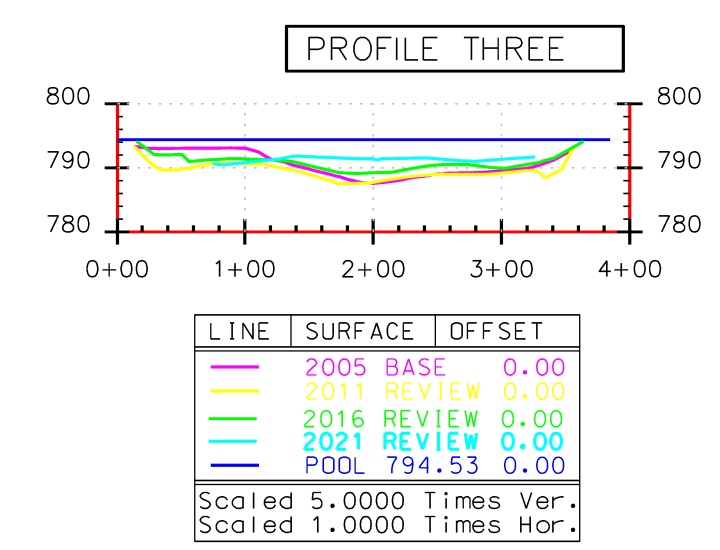 PROFILE THREE
800 800
790 790
780 780
0+00 1+00 2+00 3+00 4+00
LINE SURFACE OFFSET
2005 BASE 0.00
2011 REVIEW 0.00
2016 REVIEW 0.00
2021 REVIEW 0.00
POOL 794.53 0.00
Scaled 5.0000 Times Ver.
Scaled 1.0000 Times Hor.